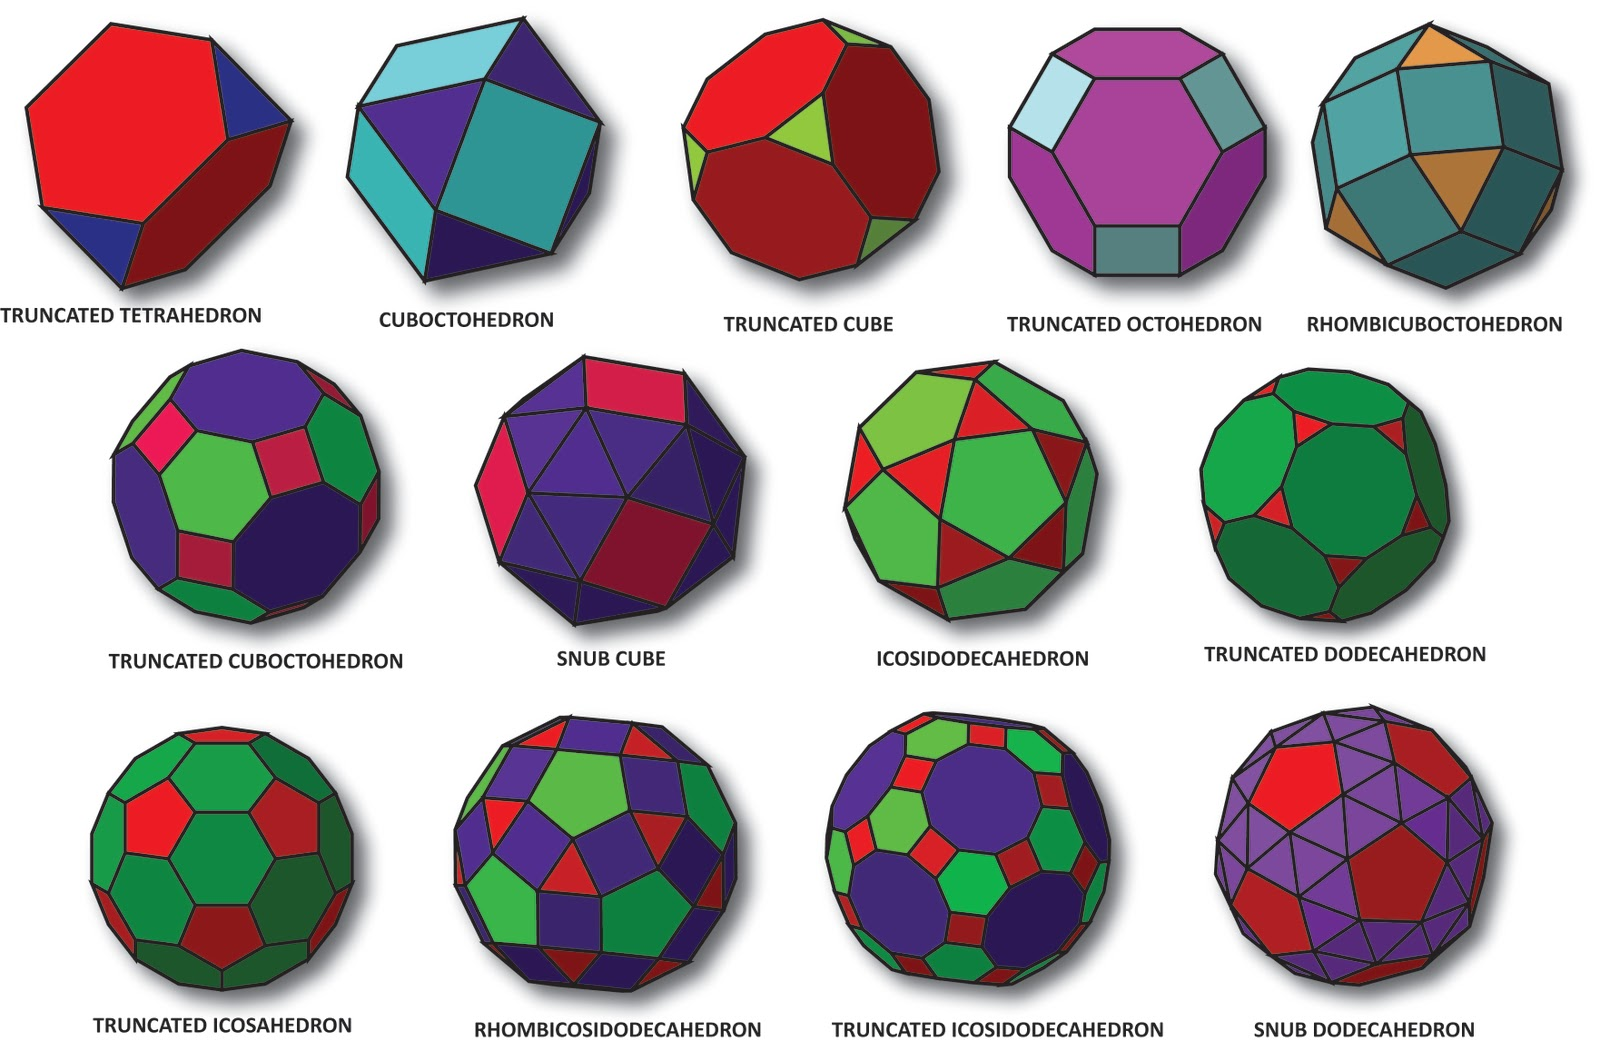 TRUNCATED TETRAHEDRON
CUBOCTOHEDRON
TRUNCATED CUBE
TRUNCATED OCTOHEDRON
RHOMBICUBOCTOHEDRON
TRUNCATED CUBOCTOHEDRON
SNUB CUBE
ICOSIDODECAHEDRON
TRUNCATED DODECAHEDRON
TRUNCATED ICOSAHEDRON
RHOMBICOSIDODECAHEDRON
TRUNCATED ICOSIDODECAHEDRON
SNUB DODECAHEDRON